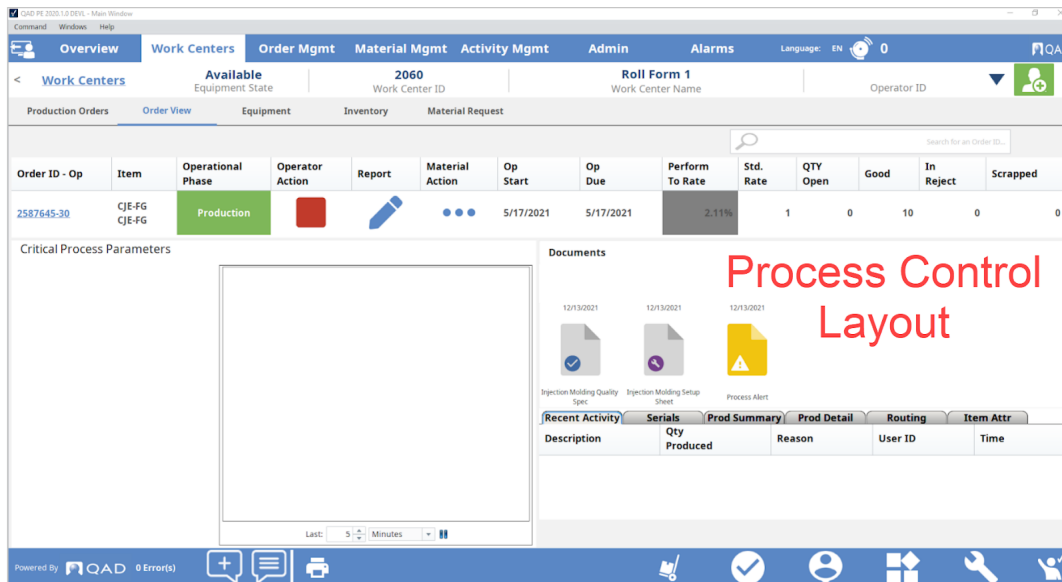 QAD PE 2020.1.0 DEVL - Main Window
Command Windows Help
Overview Work Centers Order Mgmt Material Mgmt Activity Mgmt Admin Alarms Language: EN 0 QA
< Work Centers Available 2060 Roll Form 1
Equipment State Work Center ID Work Center Name Operator ID
Production Orders Order View Equipment Inventory Material Request
Search for an Order ID...
Order ID - Op Item Operational Phase Operator Action Report Material Action Op Start Op Due Perform To Rate Std. Rate QTY Open Good In Reject Scrapped
2587645-30 CJE-FG CJE-FG Production 5/17/2021 5/17/2021 2.11% 1 0 10 0 0
Critical Process Parameters
Documents
Process Control
Layout
12/13/2021 12/13/2021 12/13/2021
Injection Molding Quality Spec Injection Molding Setup Sheet Process Alert
Recent Activity Serials Prod Summary Prod Detail Routing Item Attr
Description Qty Produced Reason User ID Time
Last: 5 Minutes
Powered By QAD 0 Error(s)